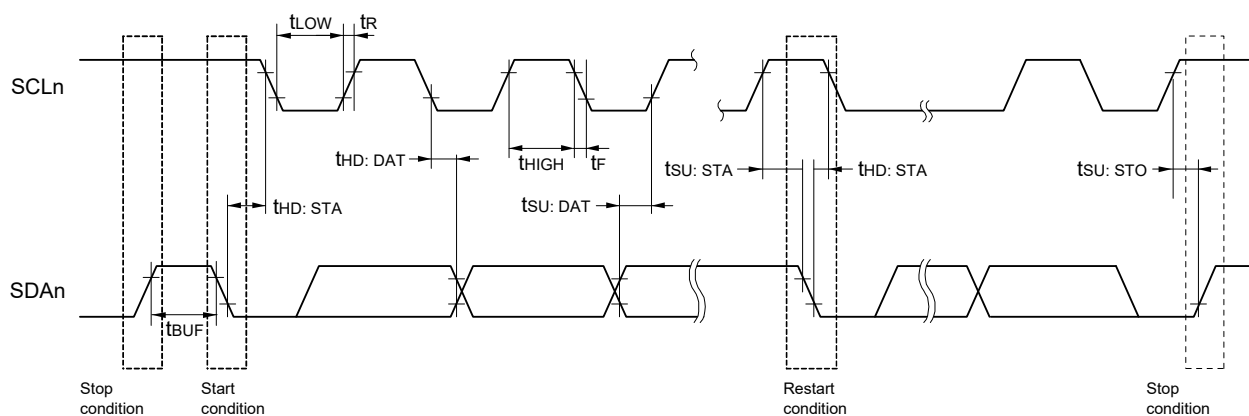 tLOW tR
SCLn
tHD: DAT tHIGH tF tSU: STA tHD: STA tSU: STO
tHD: STA tSU: DAT
SDAn
tBUF
Stop
condition
Start
condition
Restart
condition
Stop
condition